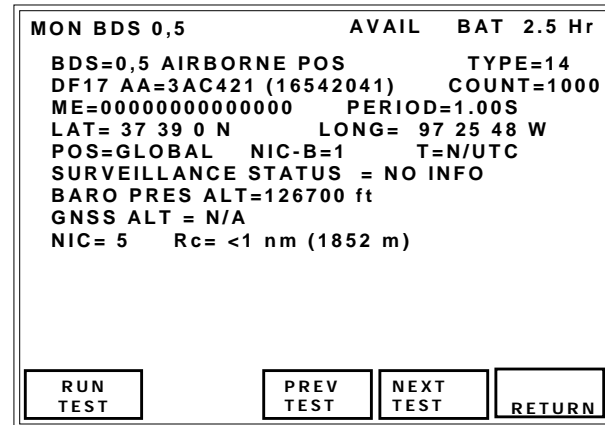 MON BDS 0,5 AVAIL BAT 2.5 Hr
BDS=0,5 AIRBORNE POS TYPE=14
DF17 AA=3AC421 (16542041) COUNT=1000
ME=00000000000000 PERIOD=1.00S
LAT= 37 39 0 N LONG= 97 25 48 W
POS=GLOBAL NIC-B=1 T=N/UTC
SURVEILLANCE STATUS = NO INFO
BARO PRES ALT=126700 ft
GNSS ALT = N/A
NIC= 5 Rc= <1 nm (1852 m)
RUN PREV NEXT
TEST TEST TEST RETURN